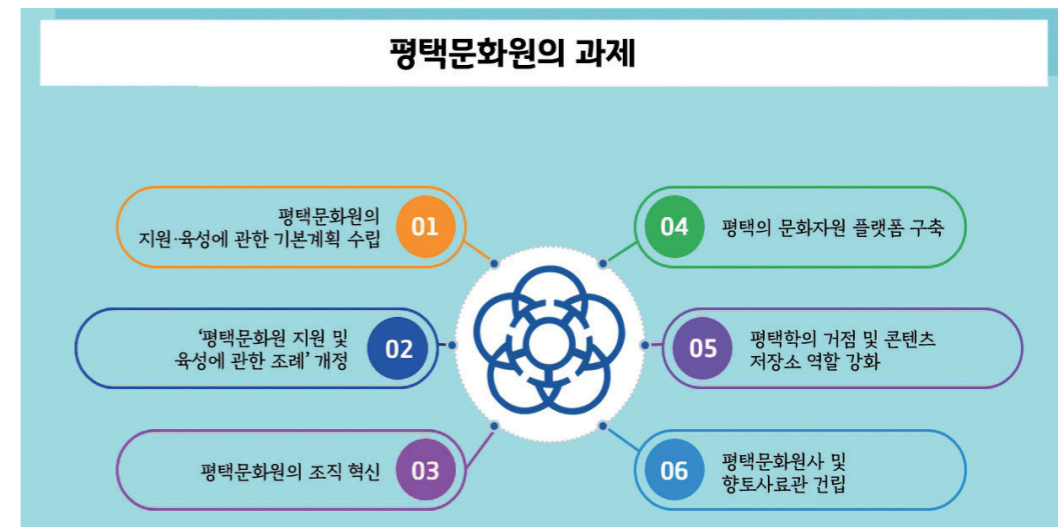 평택문화원의 과제
평택문화원의
지원·육성에 관한 기본계획 수립
01
‘평택문화원 지원 및
육성에 관한 조례’ 개정
02
평택문화원의 조직 혁신
03
04
평택의 문화자원 플랫폼 구축
05
평택학의 거점 및 콘텐츠
저장소 역할 강화
06
평택문화원사 및
향토사료관 건립